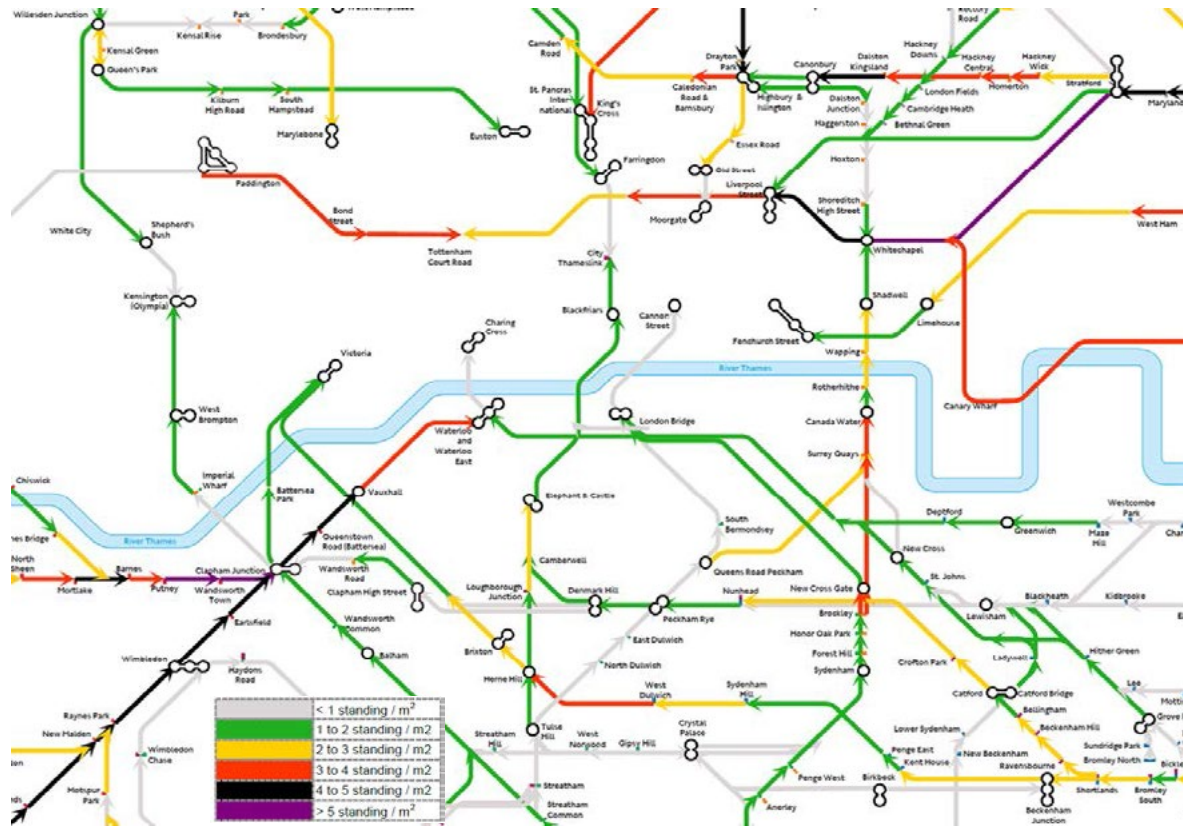 Willesden Junction
Kensal Green
Queen's Park
Kensal Rise
Park
Brondesbury
Kilburn
High Road
South
Hampstead
Marylebone
Euston
Camden
Road
St. Pancras
Inter
national
King's
Cross
Farringdon
Drayton
Park
Caledonian
Road &
Barnsbury
Highbury &
Islington
Canonbury
Dalston
Kingsland
Dalston
Junction
Haggerston
Hoxton
Shoreditch
High Street
Hackney
Downs
Hackney
Central
Hackney
Wick
Homerton
London Fields
Cambridge Heath
Bethnal Green
Road
Stratford
Maryland
Essex Road
Old Street
Moorgate
Liverpool
Street
Paddington
Bond
Street
Tottenham
Court Road
White City
Shepherd's
Bush
Kensington
(Olympia)
West
Brompton
Imperial
Wharf
Chiswick
City
Thameslink
Blackfriars
Cannon
Street
Charing
Cross
Victoria
Waterloo
and
Waterloo
East
London Bridge
Whitechapel
West Ham
Shadwell
Limehouse
Fenchurch Street
Wapping
Rotherhithe
Canada Water
Surrey Quays
Canary Wharf
River Thames
River Thames
Battersea
Park
Vauxhall
Queenstown
Road (Battersea)
Wandsworth
Road
Clapham High Street
Clapham Junction
Wandsworth
Town
Putney
Barnes
Mortlake
North
Sheen
nes Bridge
Earlsfield
Wimbledon
Haydons
Road
Raynes Park
New Malden
Motspur
Park
Wimbledon
Chase
Wandsworth
Common
Balham
Elephant & Castle
Camberwell
Loughborough
Junction
Denmark Hill
Brixton
Herne Hill
Tulse
Hill
Streatham
Hill
West
Norwood
Gipsy Hill
Streatham
Streatham
Common
Crystal
Palace
Peckham Rye
East Dulwich
North Dulwich
West
Dulwich
Sydenham
Hill
South
Bermondsey
Queens Road Peckham
Nunhead
New Cross Gate
New Cross
Brockley
Honor Oak Park
Forest Hill
Sydenham
Penge West
Anerley
Penge East
Kent House
Birkbeck
Deptford
Greenwich
Maze
Hill
Westcombe
Park
St. Johns
Lewisham
Blackheath
Kidbrooke
Ladywell
Hither Green
Crofton Park
Catford
Catford Bridge
Bellingham
Beckenham Hill
Lower Sydenham
New Beckenham
Ravensbourne
Beckenham
Junction
Shortlands
Bromley
South
Lee
Grove
Sundridge Park
Bromley North
< 1 standing / m²
1 to 2 standing / m2
2 to 3 standing / m2
3 to 4 standing / m2
4 to 5 standing / m2
> 5 standing / m²